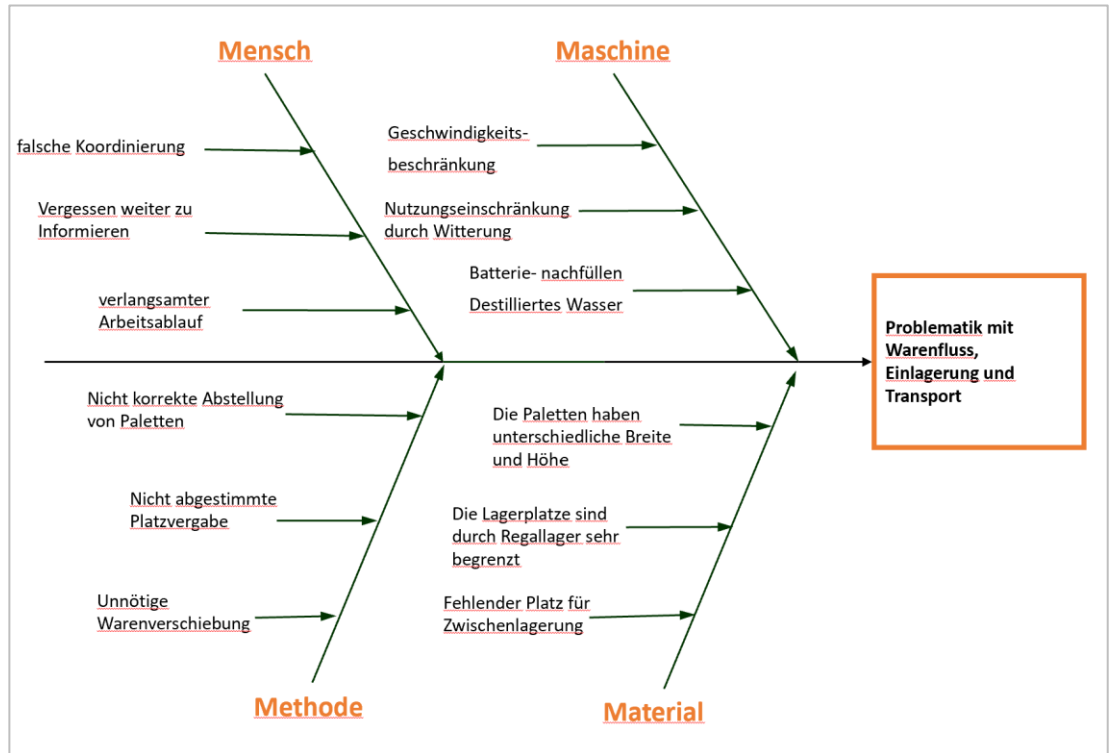 Mensch
falsche Koordinierung
Vergessen weiter zu
Informieren
verlangsamter
Arbeitsablauf
Maschine
Geschwindigkeits-
beschränkung
Nutzungseinschränkung
durch Witterung
Batterie- nachfüllen
Destilliertes Wasser
Problematik mit
Warenfluss,
Einlagerung und
Transport
Nicht korrekte Abstellung
von Paletten
Nicht abgestimmte
Platzvergabe
Unnötige
Warenverschiebung
Methode
Die Paletten haben
unterschiedliche Breite
und Höhe
Die Lagerplatze sind
durch Regallager sehr
begrenzt
Fehlender Platz für
Zwischenlagerung
Material